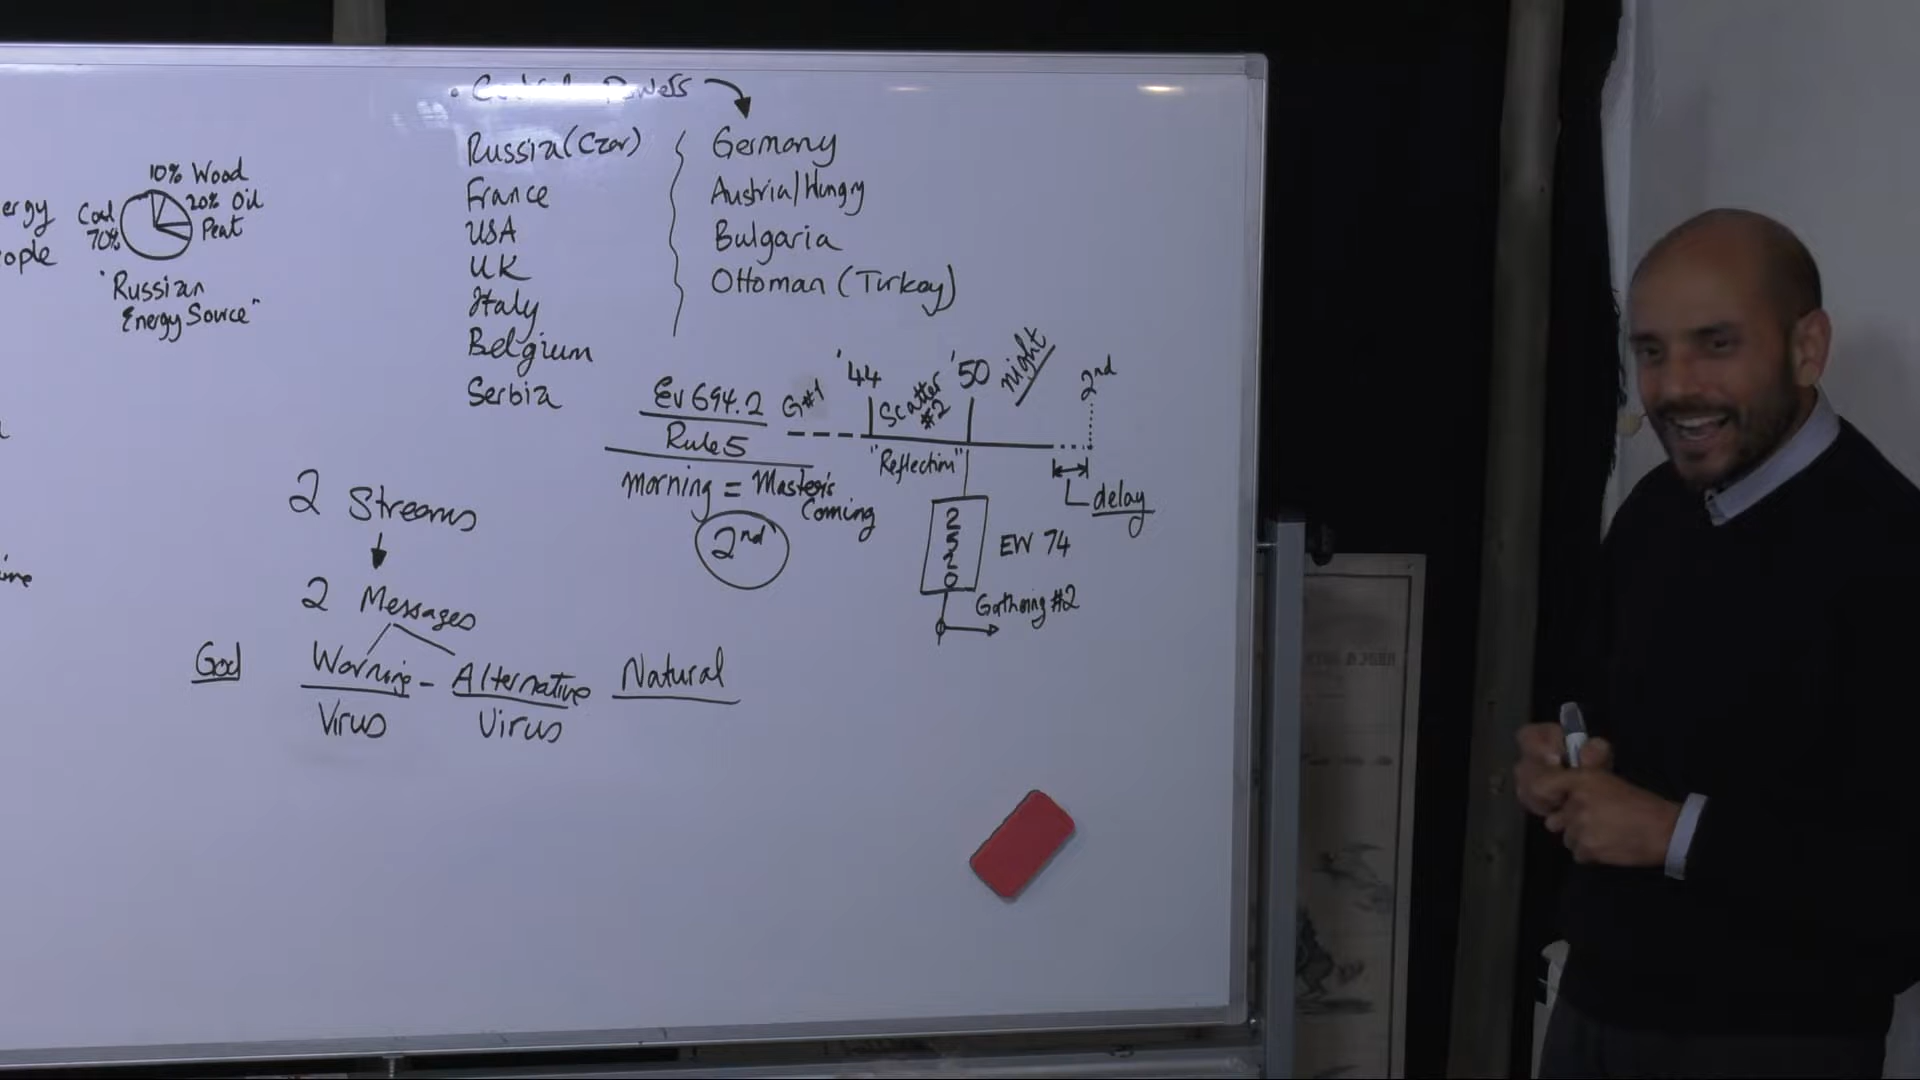 Powers
Russia (Czar)
France
USA
UK
Italy
Belgium
Serbia
Germany
Austria/Hungry
Bulgaria
Ottoman (Turkey)
10% Wood
20% Oil
Peat
Coal
70%
"Russian
Energy Source"
ergy
ople
Ev 694.2
Rule 5
morning = Master's
Coming
2nd
G#1
'44
Scatter
#2
'50
night
2nd
"Reflection"
delay
2
5
2
0
EW 74
Gathering #2
2 Streams
2 Messages
God
Warning - Alternative
Natural
Virus
Virus